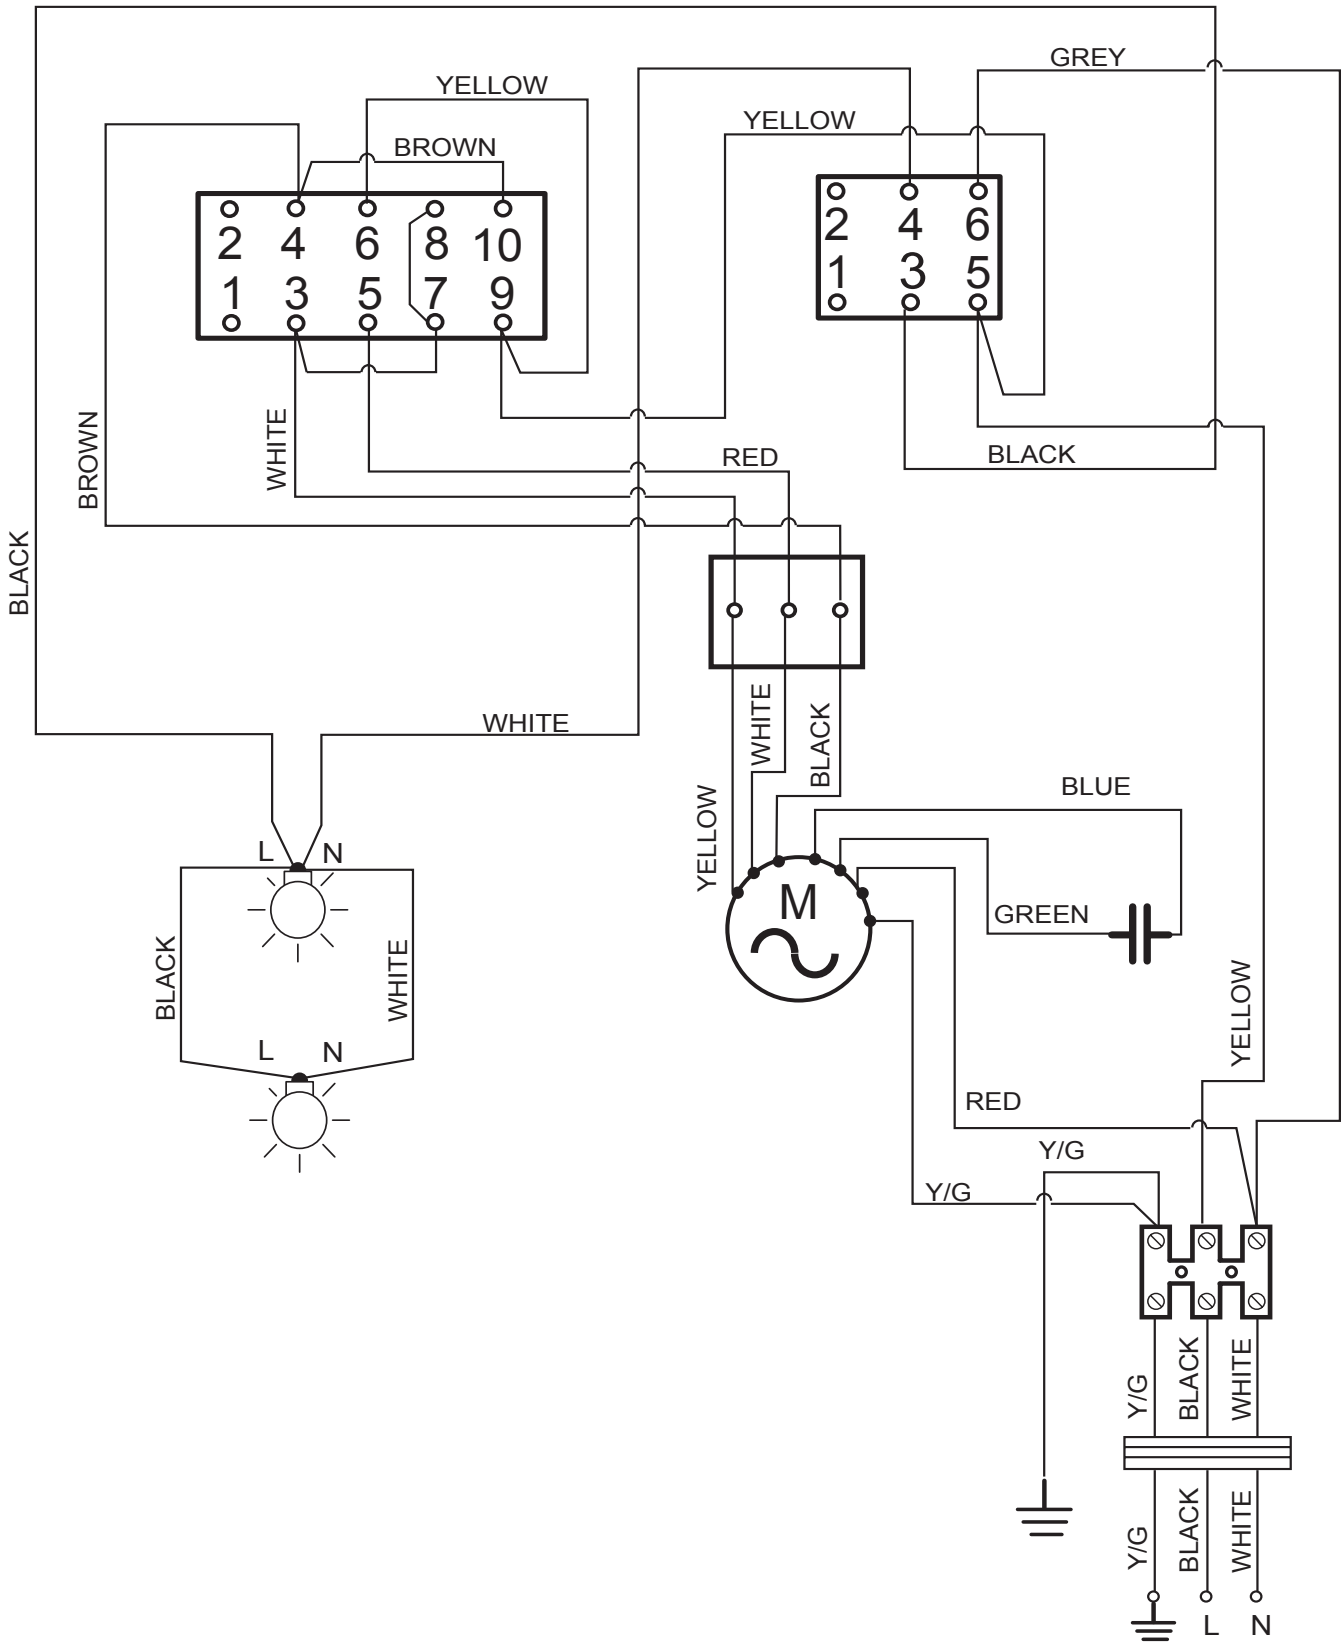 GREY
YELLOW
YELLOW
BROWN
2 4 6 8 10
1 3 5 7 9
2 4 6
1 3 5
BROWN
WHITE
RED
BLACK
BLACK
WHITE
WHITE
BLACK
YELLOW
BLUE
L N
M
GREEN
BLACK
WHITE
YELLOW
L N
RED
Y/G
Y/G
Y/G
BLACK
WHITE
Y/G
BLACK
WHITE
L N